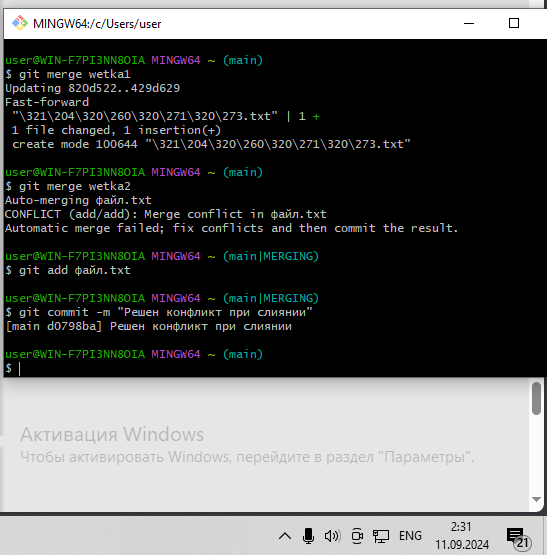 MINGW64:/c/Users/user
user@WIN-F7PI3NN8OIA MINGW64 ~ (main)
$ git merge wetka1
Updating 820d522..429d629
Fast-forward
 "\321\204\320\260\320\271\320\273.txt" | 1 +
 1 file changed, 1 insertion(+)
 create mode 100644 "\321\204\320\260\320\271\320\273.txt"
user@WIN-F7PI3NN8OIA MINGW64 ~ (main)
$ git merge wetka2
Auto-merging файл.txt
CONFLICT (add/add): Merge conflict in файл.txt
Automatic merge failed; fix conflicts and then commit the result.
user@WIN-F7PI3NN8OIA MINGW64 ~ (main|MERGING)
$ git add файл.txt
user@WIN-F7PI3NN8OIA MINGW64 ~ (main|MERGING)
$ git commit -m "Решен конфликт при слиянии"
[main d0798ba] Решен конфликт при слиянии
user@WIN-F7PI3NN8OIA MINGW64 ~ (main)
$
Активация Windows
Чтобы активировать Windows, перейдите в раздел "Параметры".
ENG
2:31
11.09.2024
21